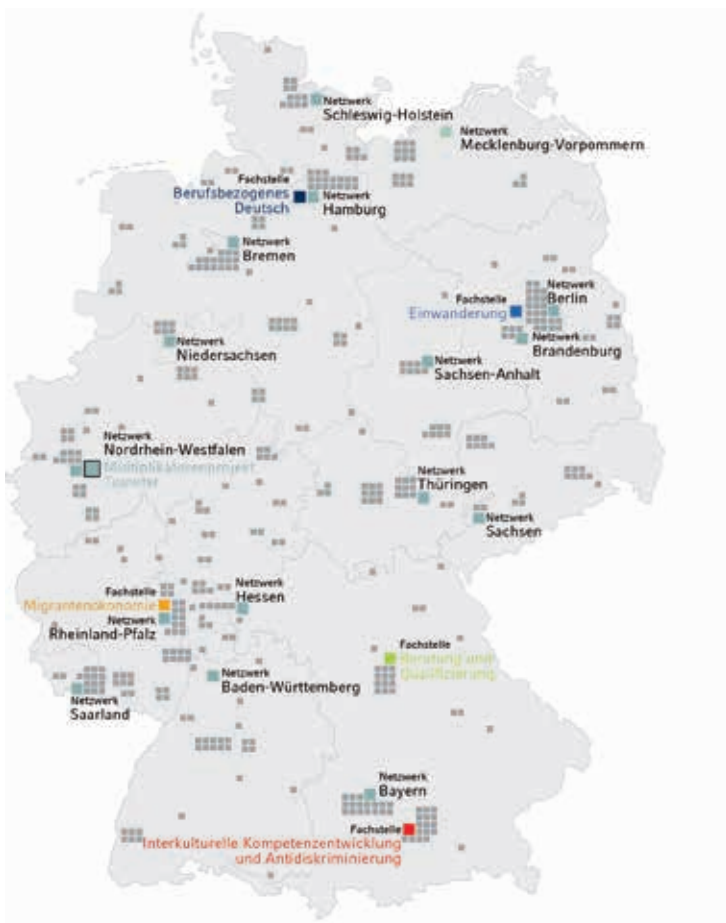 Netzwerk
Schleswig-Holstein
Netzwerk
Mecklenburg-Vorpommern
Fachstelle
Berufsbezogenes
Deutsch
Netzwerk
Hamburg
Netzwerk
Bremen
Netzwerk
Berlin
Fachstelle
Einwanderung
Netzwerk
Brandenburg
Netzwerk
Niedersachsen
Netzwerk
Sachsen-Anhalt
Netzwerk
Nordrhein-Westfalen
Multiplikatorenprojekt
Transfer
Netzwerk
Thüringen
Netzwerk
Sachsen
Fachstelle
Migrantenökonomie
Netzwerk
Hessen
Netzwerk
Rheinland-Pfalz
Fachstelle
Beratung und
Qualifizierung
Netzwerk
Baden-Württemberg
Netzwerk
Saarland
Netzwerk
Bayern
Fachstelle
Interkulturelle Kompetenzentwicklung
und Antidiskriminierung